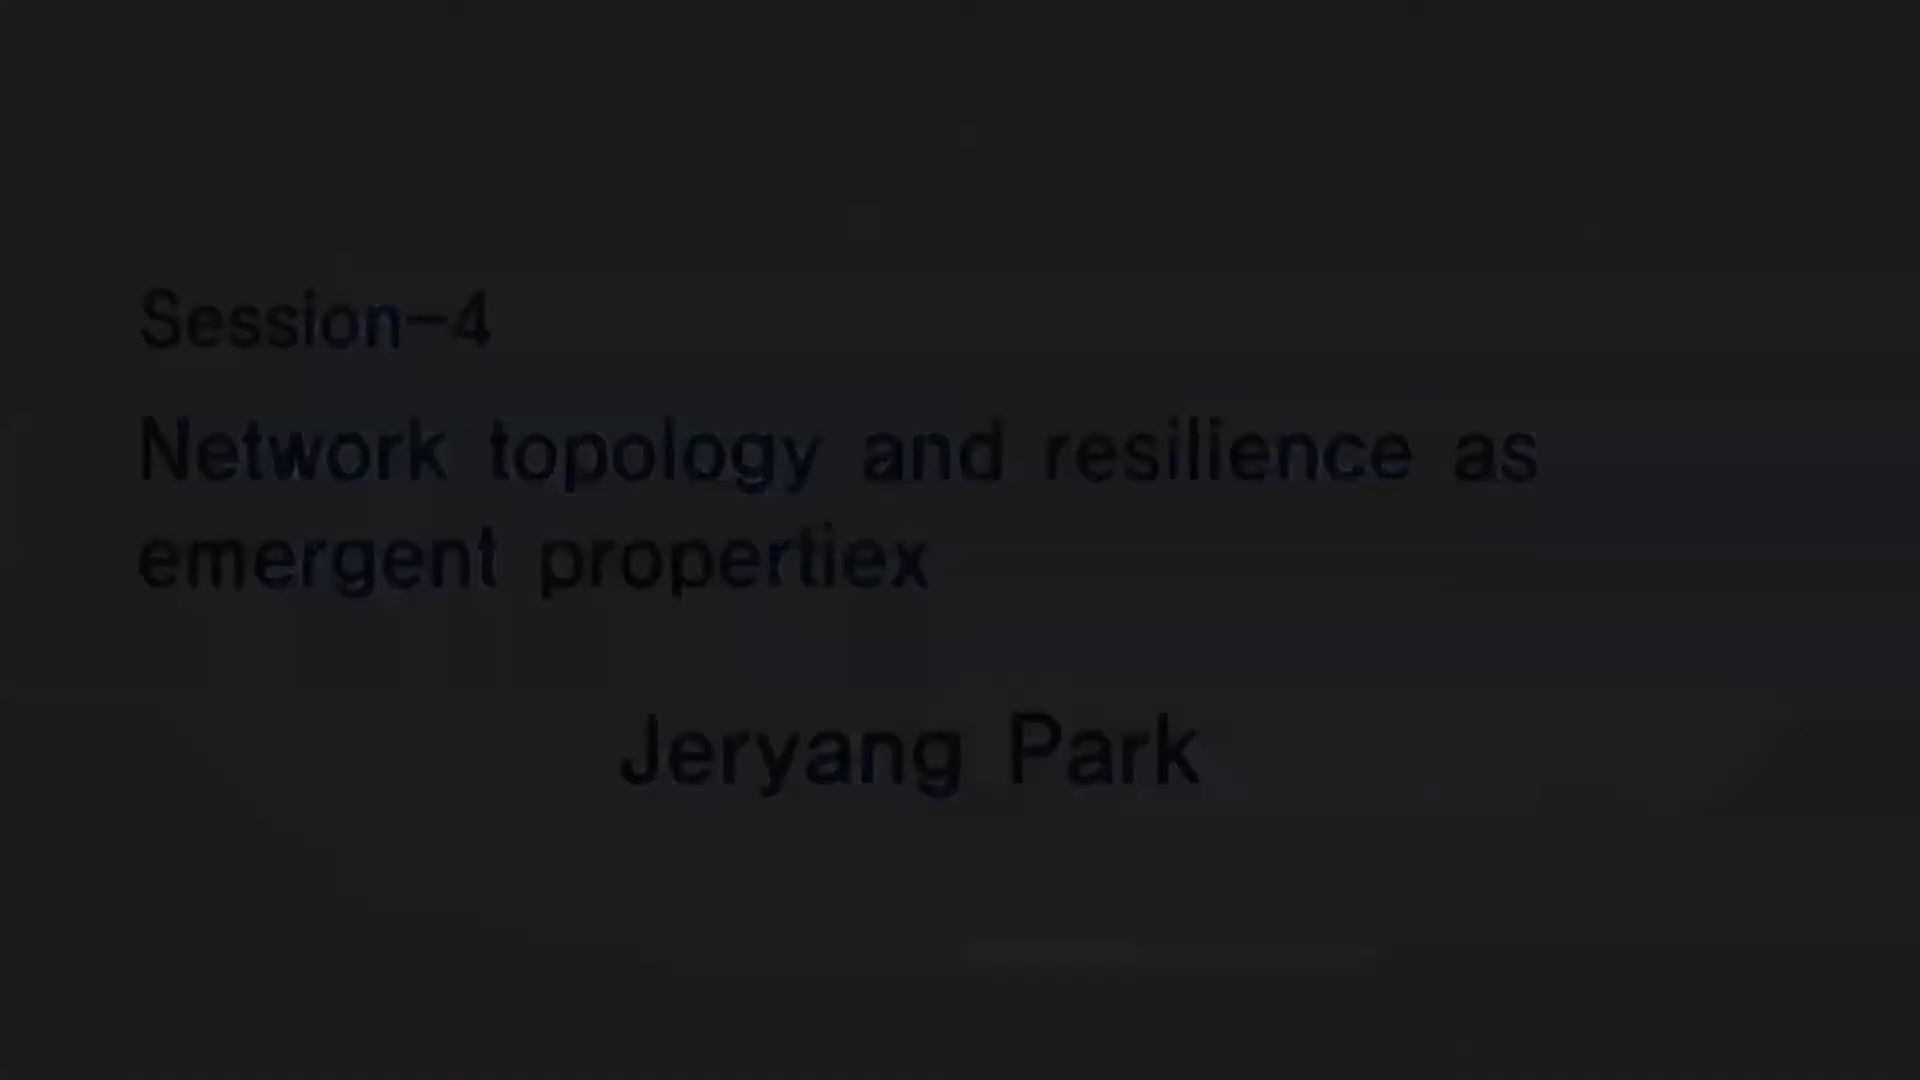 Session-4
Network topology and resilience as
emergent propertiex
Jeryang Park